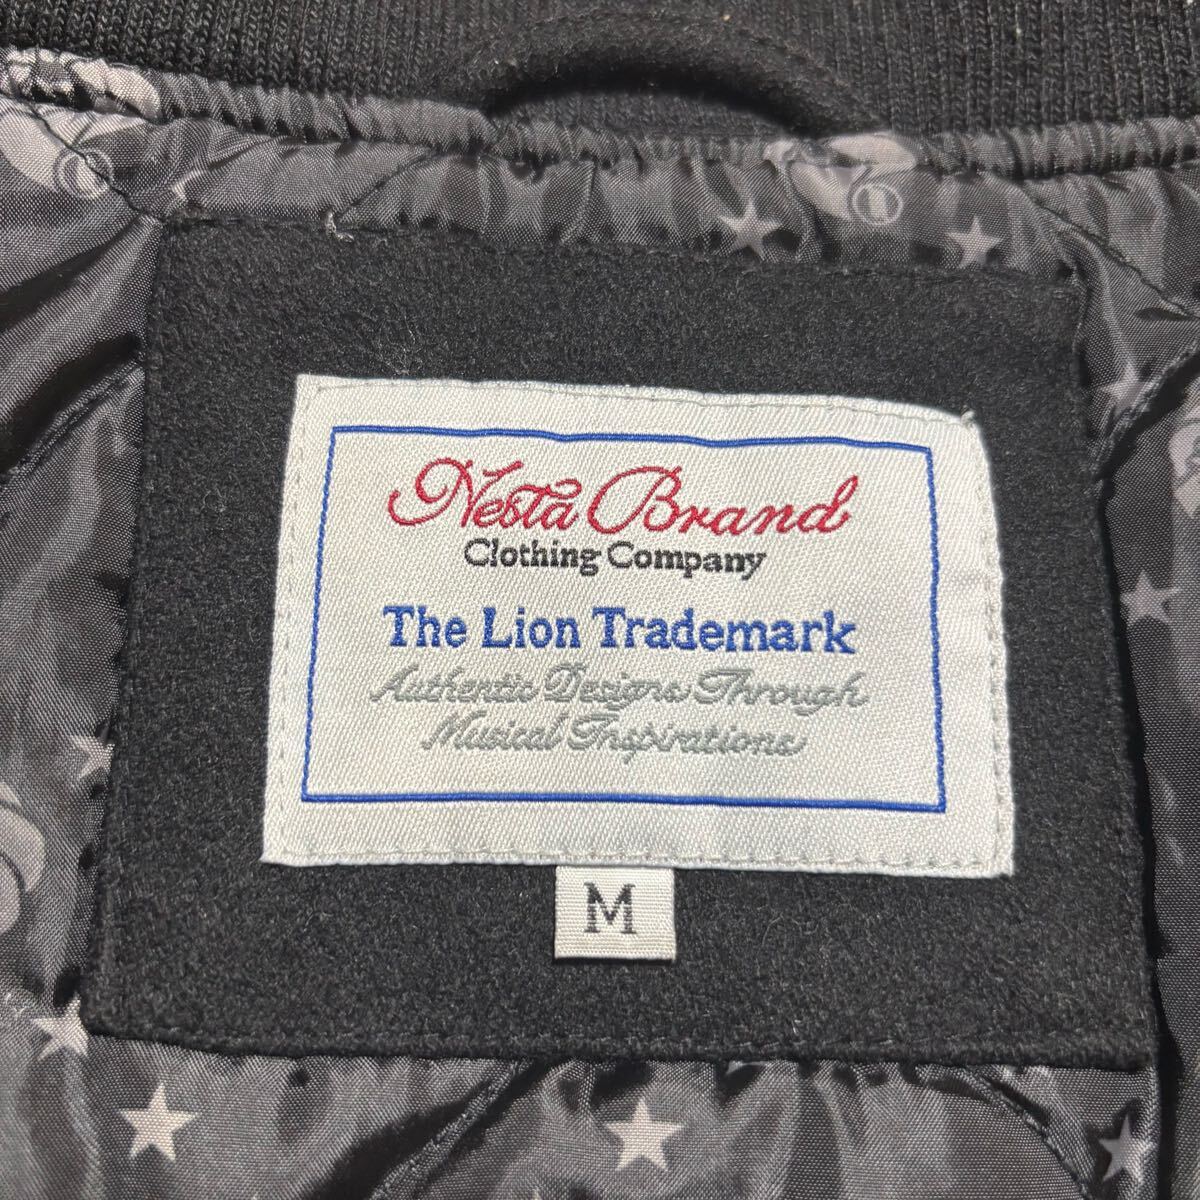 Nesta Brand
Clothing Company
The Lion Trademark
Authentic Designs Through
Musical Inspirations
M